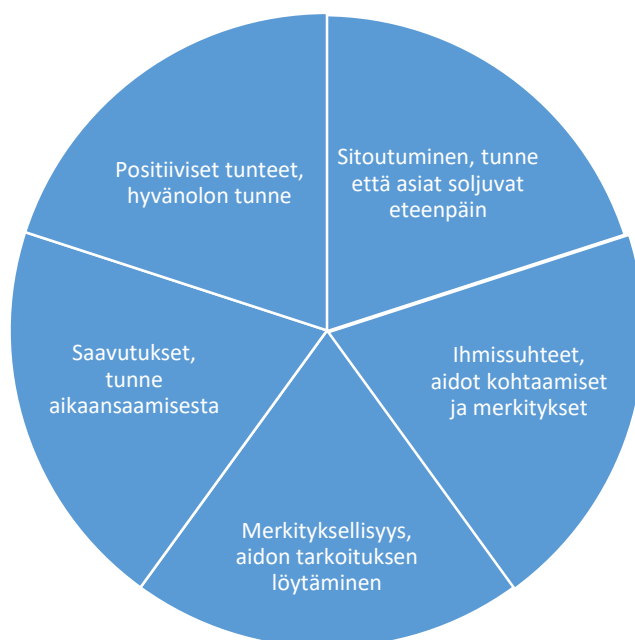 Positiiviset tunteet,
hyvänolon tunne
Sitoutuminen, tunne
että asiat soljuvat
eteenpäin
Ihmissuhteet,
aidot kohtaamiset
ja merkitykset
Merkityksellisyys,
aidon tarkoituksen
löytäminen
Saavutukset,
tunne
aikaansaamisesta